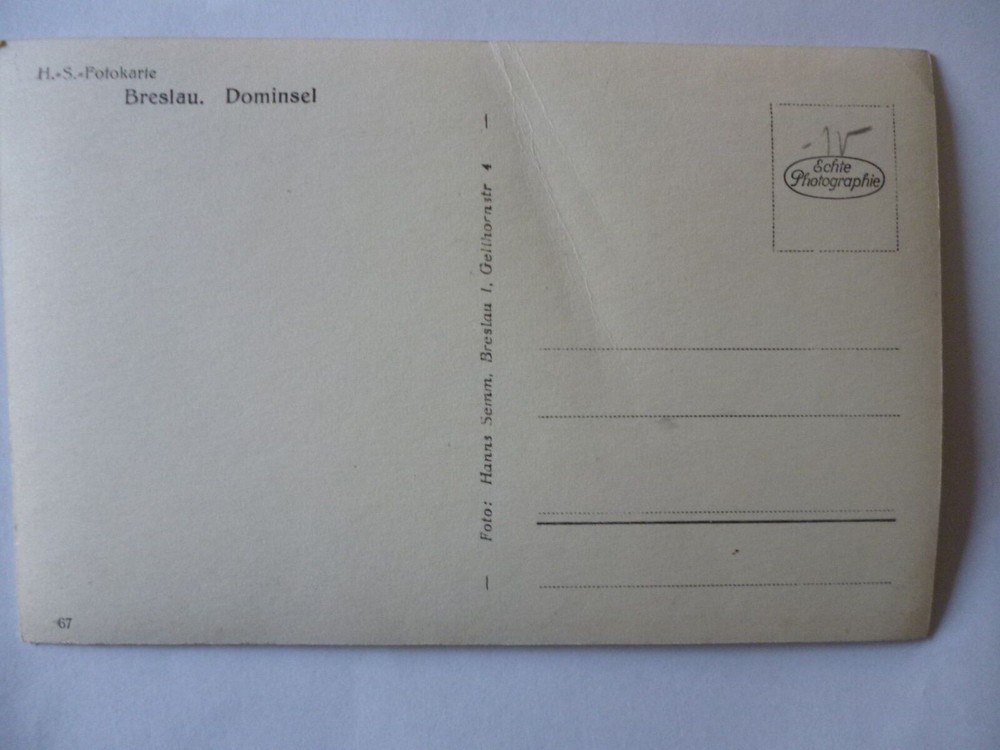 H.-S.-Fotokarte
Breslau. Dominsel
— Foto: Hanns Semm, Breslau 1, Gellhornstr 4 —
-15
Echte
Photographie
67